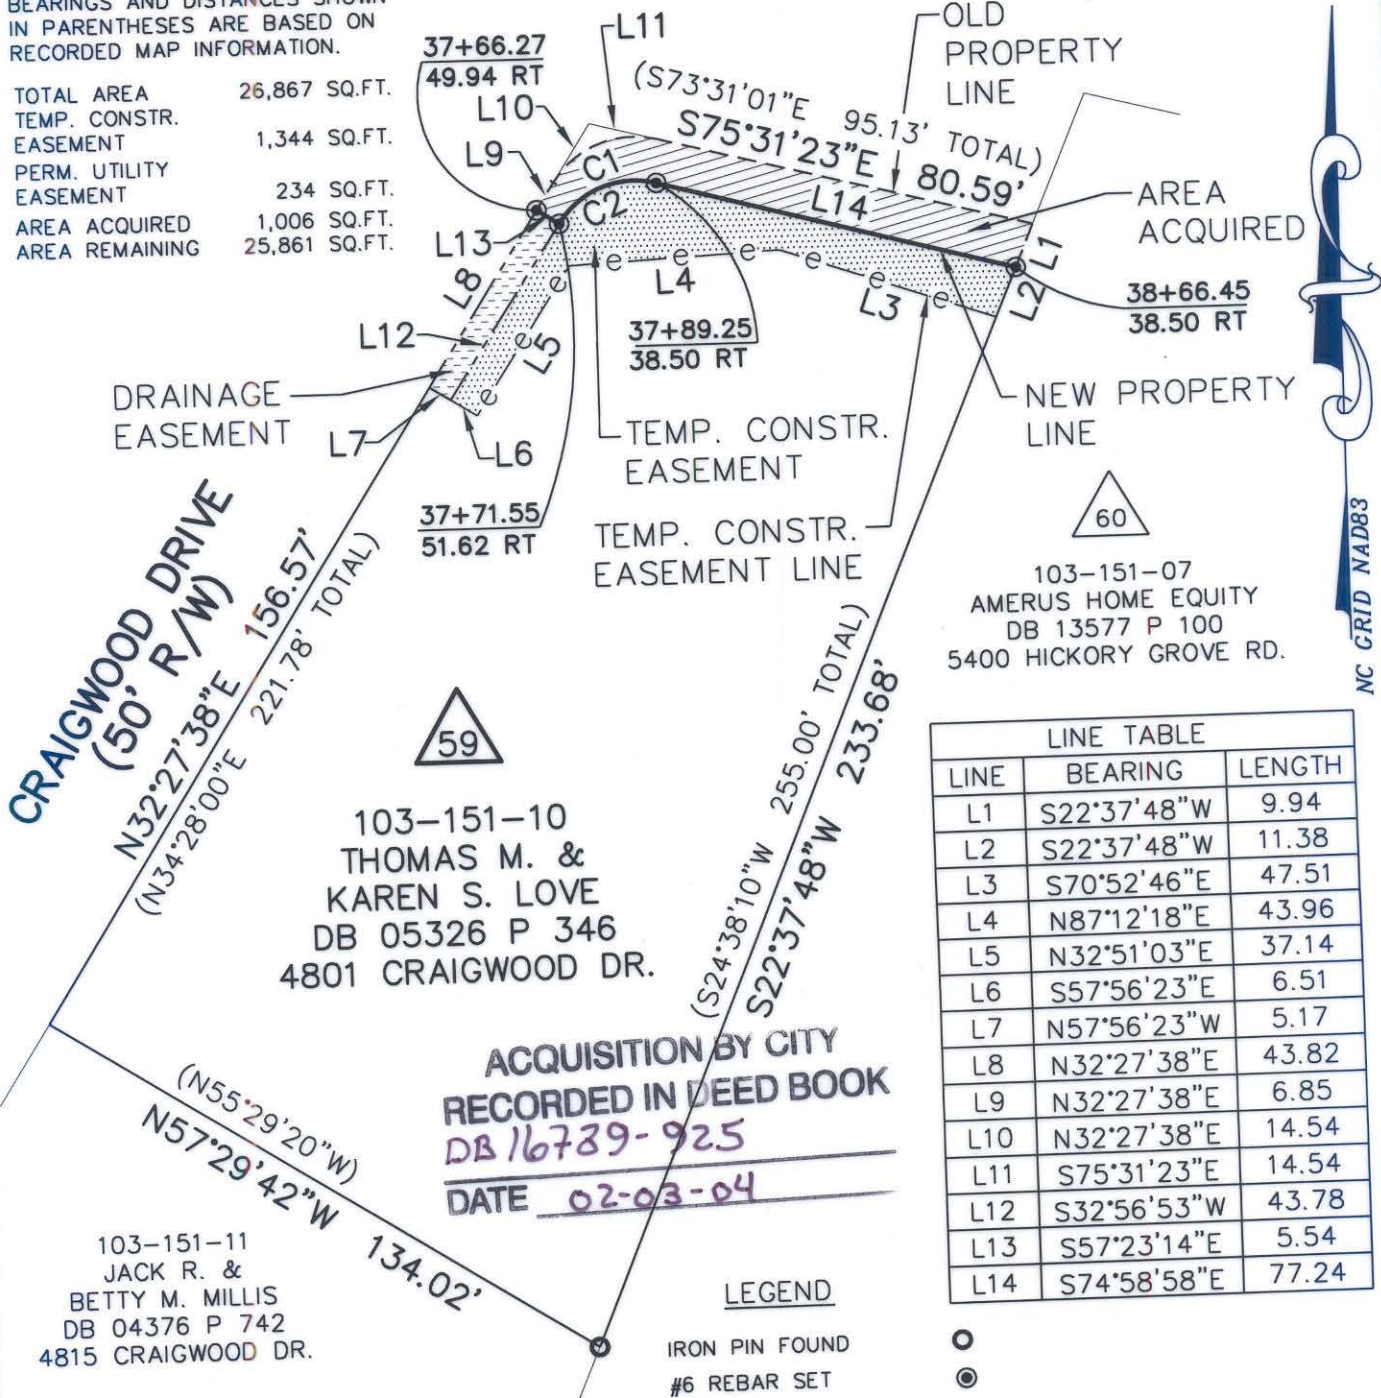 BEARINGS AND DISTANCES SHOWN
IN PARENTHESES ARE BASED ON
RECORDED MAP INFORMATION.
TOTAL AREA 26,867 SQ.FT.
TEMP. CONSTR.
EASEMENT 1,344 SQ.FT.
PERM. UTILITY
EASEMENT 234 SQ.FT.
AREA ACQUIRED 1,006 SQ.FT.
AREA REMAINING 25,861 SQ.FT.
37+66.27
49.94 RT
L11
L10
L9
L13
L8
L12
L7
L6
L5
L4
L3
C1
C2
L14
L1
L2
(S73°31'01"E 95.13' TOTAL)
S75°31'23"E 80.59'
OLD
PROPERTY
LINE
AREA
ACQUIRED
38+66.45
38.50 RT
37+89.25
38.50 RT
e e e e e e e e e
DRAINAGE
EASEMENT
NEW PROPERTY
LINE
TEMP. CONSTR.
EASEMENT
37+71.55
51.62 RT
TEMP. CONSTR.
EASEMENT LINE
60
103-151-07
AMERUS HOME EQUITY
DB 13577 P 100
5400 HICKORY GROVE RD.
NC GRID NAD83
CRAIGWOOD DRIVE
(50' R/W)
N32°27'38"E 156.57'
(N34°28'00"E 221.78' TOTAL)
59
103-151-10
THOMAS M. &
KAREN S. LOVE
DB 05326 P 346
4801 CRAIGWOOD DR.
(S24°38'10"W 255.00' TOTAL)
S22°37'48"W 233.68'
LINE TABLE
LINE BEARING LENGTH
L1 S22°37'48"W 9.94
L2 S22°37'48"W 11.38
L3 S70°52'46"E 47.51
L4 N87°12'18"E 43.96
L5 N32°51'03"E 37.14
L6 S57°56'23"E 6.51
L7 N57°56'23"W 5.17
L8 N32°27'38"E 43.82
L9 N32°27'38"E 6.85
L10 N32°27'38"E 14.54
L11 S75°31'23"E 14.54
L12 S32°56'53"W 43.78
L13 S57°23'14"E 5.54
L14 S74°58'58"E 77.24
ACQUISITION BY CITY
RECORDED IN DEED BOOK
DB 16789-925
DATE 02-03-04
(N55°29'20"W)
N57°29'42"W 134.02'
103-151-11
JACK R. &
BETTY M. MILLIS
DB 04376 P 742
4815 CRAIGWOOD DR.
LEGEND
IRON PIN FOUND
#6 REBAR SET